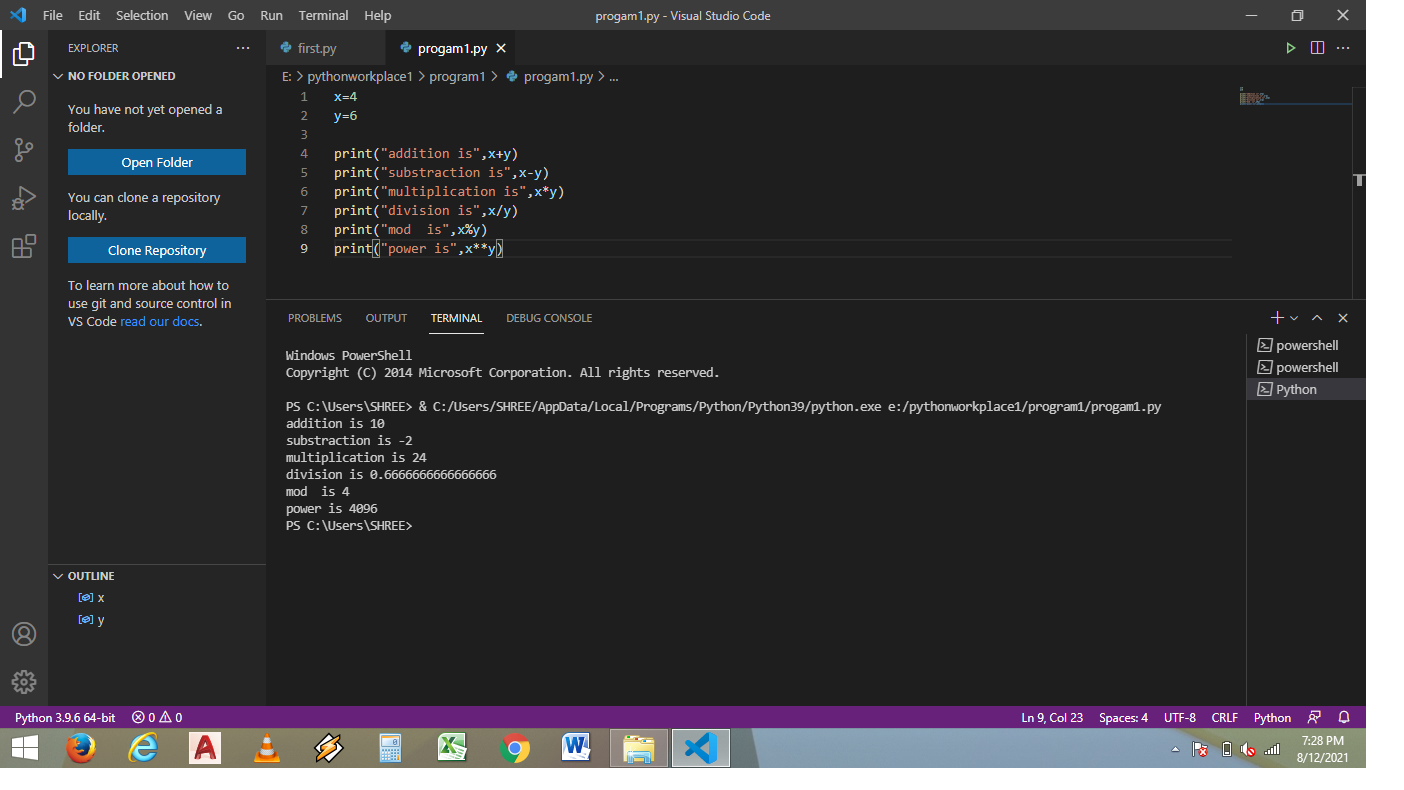 File Edit Selection View Go Run Terminal Help progam1.py - Visual Studio Code
EXPLORER
NO FOLDER OPENED
You have not yet opened a
folder.
Open Folder
You can clone a repository
locally.
Clone Repository
To learn more about how to
use git and source control in
VS Code read our docs.
OUTLINE
x
y
first.py progam1.py
E: > pythonworkplace1 > program1 > progam1.py > ...
1 x=4
2 y=6
3
4 print("addition is",x+y)
5 print("substraction is",x-y)
6 print("multiplication is",x*y)
7 print("division is",x/y)
8 print("mod  is",x%y)
9 print("power is",x**y)
PROBLEMS OUTPUT TERMINAL DEBUG CONSOLE
Windows PowerShell
Copyright (C) 2014 Microsoft Corporation. All rights reserved.
PS C:\Users\SHREE> & C:/Users/SHREE/AppData/Local/Programs/Python/Python39/python.exe e:/pythonworkplace1/program1/progam1.py
addition is 10
substraction is -2
multiplication is 24
division is 0.6666666666666666
mod  is 4
power is 4096
PS C:\Users\SHREE>
powershell
powershell
Python
Python 3.9.6 64-bit 0 0 Ln 9, Col 23 Spaces: 4 UTF-8 CRLF Python
7:28 PM
8/12/2021